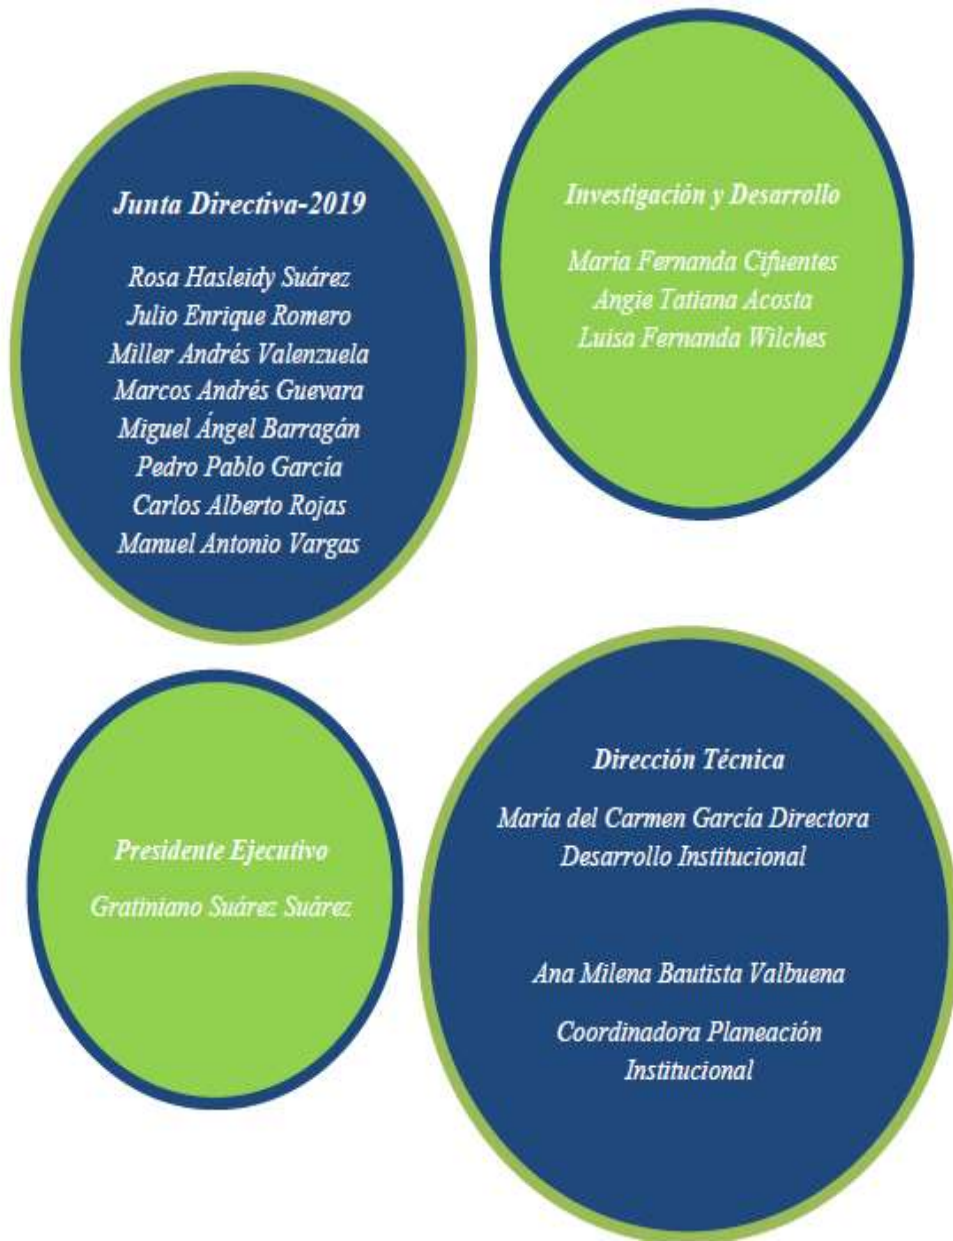 Junta Directiva-2019
Rosa Hasleidy Suárez
Julio Enrique Romero
Miller Andrés Valenzuela
Marcos Andrés Guevara
Miguel Ángel Barragán
Pedro Pablo García
Carlos Alberto Rojas
Manuel Antonio Vargas
Investigación y Desarrollo
María Fernanda Cifuentes
Angie Tatiana Acosta
Luisa Fernanda Wilches
Presidente Ejecutivo
Gratiniano Suárez Suárez
Dirección Técnica
María del Carmen García Directora
Desarrollo Institucional
Ana Milena Bautista Valbuena
Coordinadora Planeación
Institucional